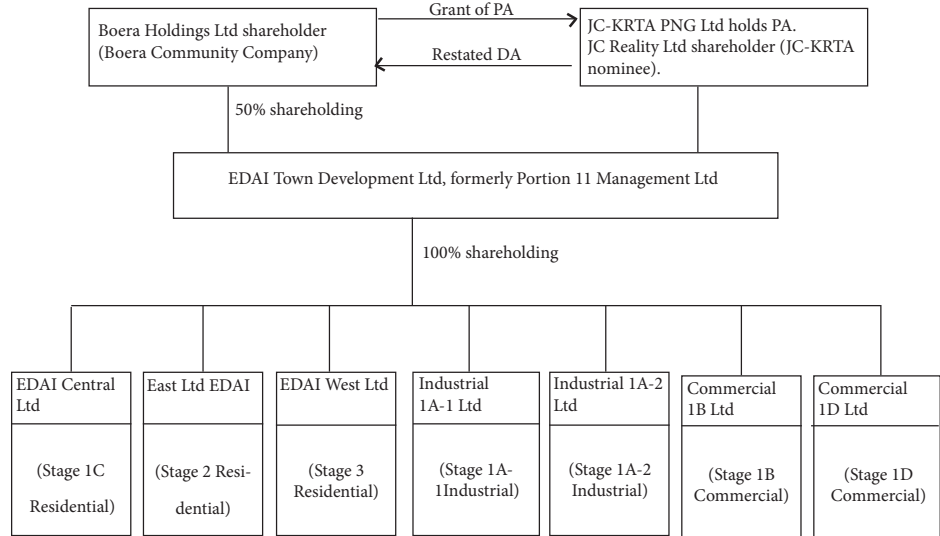 Boera Holdings Ltd shareholder
(Boera Community Company)
Grant of PA
Restated DA
JC-KRTA PNG Ltd holds PA.
JC Reality Ltd shareholder (JC-KRTA
nominee).
50% shareholding
EDAI Town Development Ltd, formerly Portion 11 Management Ltd
100% shareholding
EDAI Central
Ltd
(Stage 1C
Residential)
East Ltd EDAI
(Stage 2 Resi-
dential)
EDAI West Ltd
(Stage 3
Residential)
Industrial
1A-1 Ltd
(Stage 1A-
1Industrial)
Industrial 1A-2
Ltd
(Stage 1A-2
Industrial)
Commercial
1B Ltd
(Stage 1B
Commercial)
Commercial
1D Ltd
(Stage 1D
Commercial)